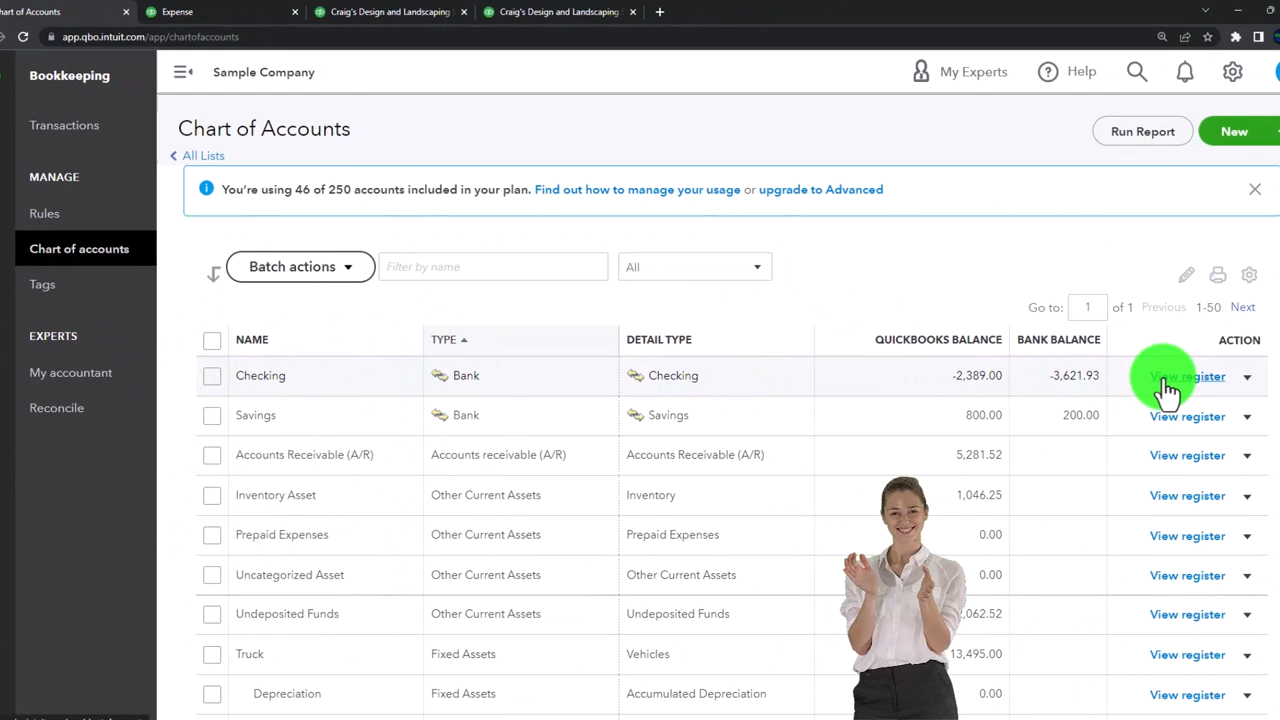 hart of Accounts
Expense
Craig's Design and Landscaping
Craig's Design and Landscaping
app.qbo.intuit.com/app/chartofaccounts
Bookkeeping
Transactions
MANAGE
Rules
Chart of accounts
Tags
EXPERTS
My accountant
Reconcile
Sample Company
My Experts
Help
Chart of Accounts
All Lists
Run Report
New
You're using 46 of 250 accounts included in your plan. Find out how to manage your usage or upgrade to Advanced
Batch actions
Filter by name
All
Go to: 1 of 1 Previous 1-50 Next
NAME TYPE DETAIL TYPE QUICKBOOKS BALANCE BANK BALANCE ACTION
Checking Bank Checking -2,389.00 -3,621.93 View register
Savings Bank Savings 800.00 200.00 View register
Accounts Receivable (A/R) Accounts receivable (A/R) Accounts Receivable (A/R) 5,281.52 View register
Inventory Asset Other Current Assets Inventory 1,046.25 View register
Prepaid Expenses Other Current Assets Prepaid Expenses 0.00 View register
Uncategorized Asset Other Current Assets Other Current Assets 0.00 View register
Undeposited Funds Other Current Assets Undeposited Funds ,062.52 View register
Truck Fixed Assets Vehicles 13,495.00 View register
Depreciation Fixed Assets Accumulated Depreciation 0.00 View register